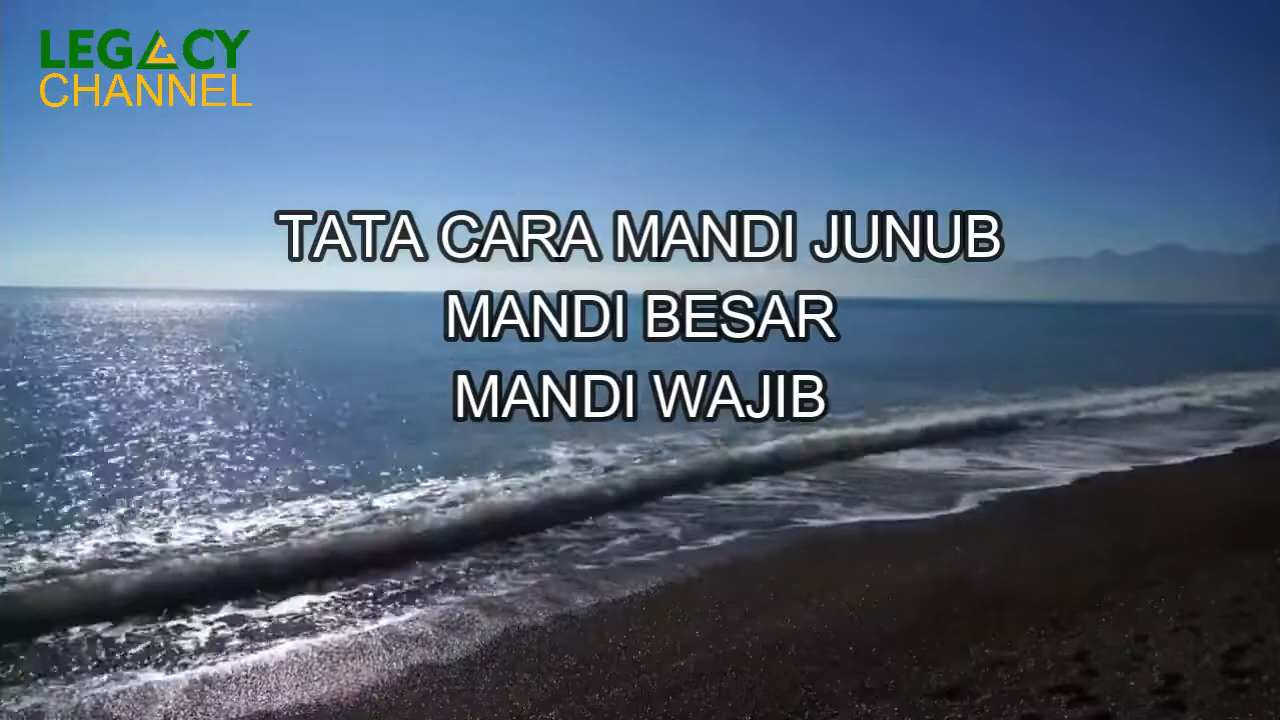 LEGACY
CHANNEL
TATA CARA MANDI JUNUB
MANDI BESAR
MANDI WAJIB